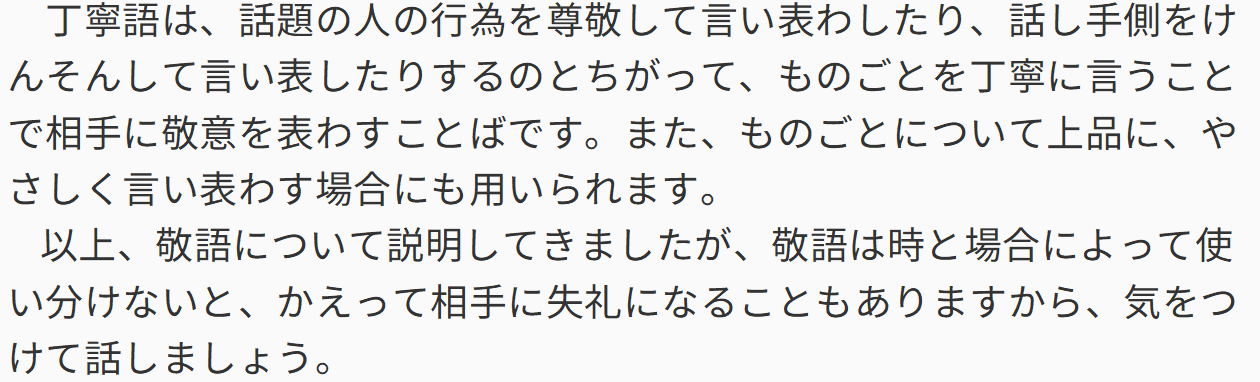 丁寧語は、話題の人の行為を尊敬して言い表わしたり、話し手側をけ
んそんして言い表したりするのとちがって、ものごとを丁寧に言うこと
で相手に敬意を表わすことばです。また、ものごとについて上品に、や
さしく言い表わす場合にも用いられます。
以上、敬語について説明してきましたが、敬語は時と場合によって使
い分けないと、かえって相手に失礼になることもありますから、気をつ
けて話しましょう。